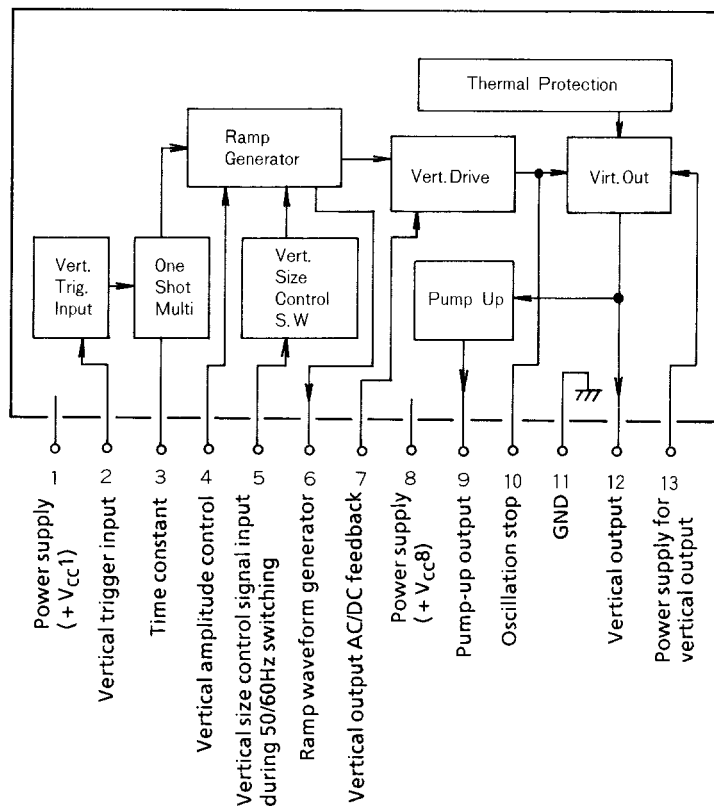 Thermal Protection
Ramp
Generator
Vert. Drive
Virt. Out
Vert.
Trig.
Input
One
Shot
Multi
Vert.
Size
Control
S.W
Pump Up
1
2
3
4
5
6
7
8
9
10
11
12
13
Power supply
(+ VCC1)
Vertical trigger input
Time constant
Vertical amplitude control
Vertical size control signal input
during 50/60Hz switching
Ramp waveform generator
Vertical output AC/DC feedback
Power supply
(+ VCC8)
Pump-up output
Oscillation stop
GND
Vertical output
Power supply for
vertical output